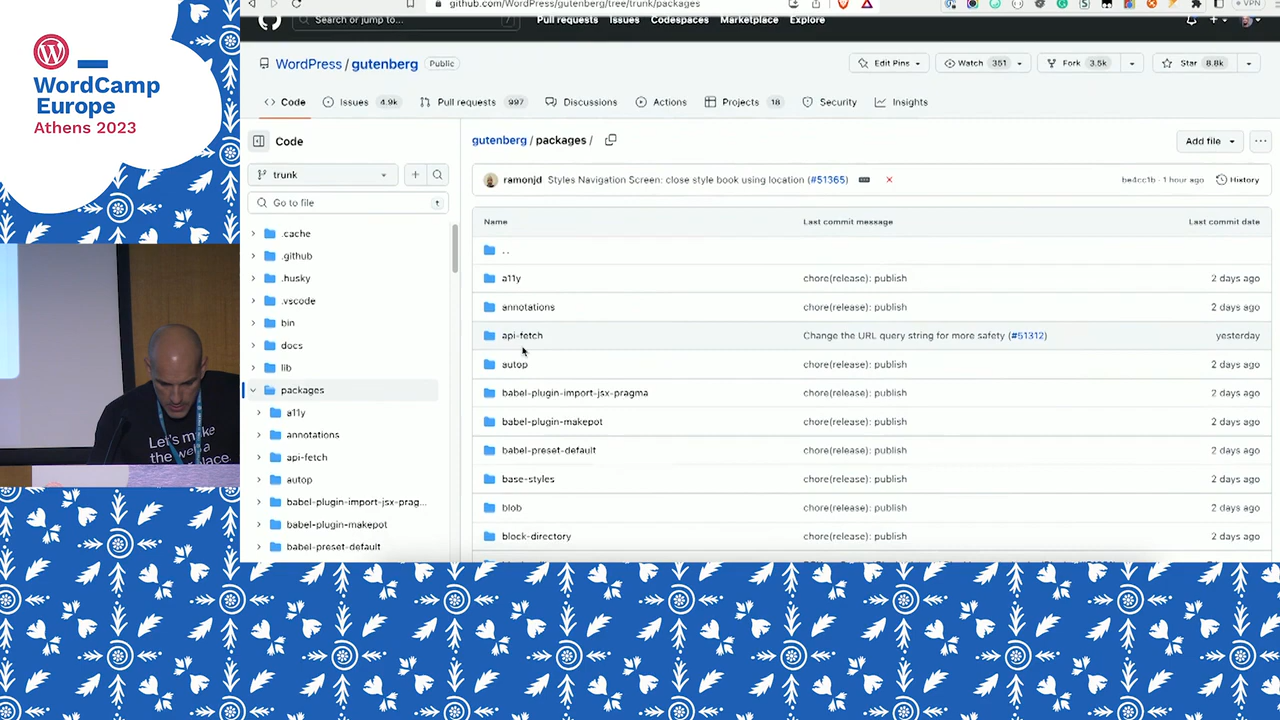 WordCamp
Europe
Athens 2023
Let's make
the web a
place.
github.com/WordPress/gutenberg/tree/trunk/packages
VPN
Search or jump to...
/
Pull requests Issues Codespaces Marketplace Explore
WordPress / gutenberg Public
Edit Pins Watch 351 Fork 3.5k Star 8.8k
Code Issues 4.9k Pull requests 997 Discussions Actions Projects 18 Security Insights
Code
trunk
Go to file t
.cache
.github
.husky
.vscode
bin
docs
lib
packages
a11y
annotations
api-fetch
autop
babel-plugin-import-jsx-prag...
babel-plugin-makepot
babel-preset-default
gutenberg / packages /
Add file ...
ramonjd Styles Navigation Screen: close style book using location (#51365) be4cc1b · 1 hour ago History
Name Last commit message Last commit date
..
a11y chore(release): publish 2 days ago
annotations chore(release): publish 2 days ago
api-fetch Change the URL query string for more safety (#51312) yesterday
autop chore(release): publish 2 days ago
babel-plugin-import-jsx-pragma chore(release): publish 2 days ago
babel-plugin-makepot chore(release): publish 2 days ago
babel-preset-default chore(release): publish 2 days ago
base-styles chore(release): publish 2 days ago
blob chore(release): publish 2 days ago
block-directory chore(release): publish 2 days ago